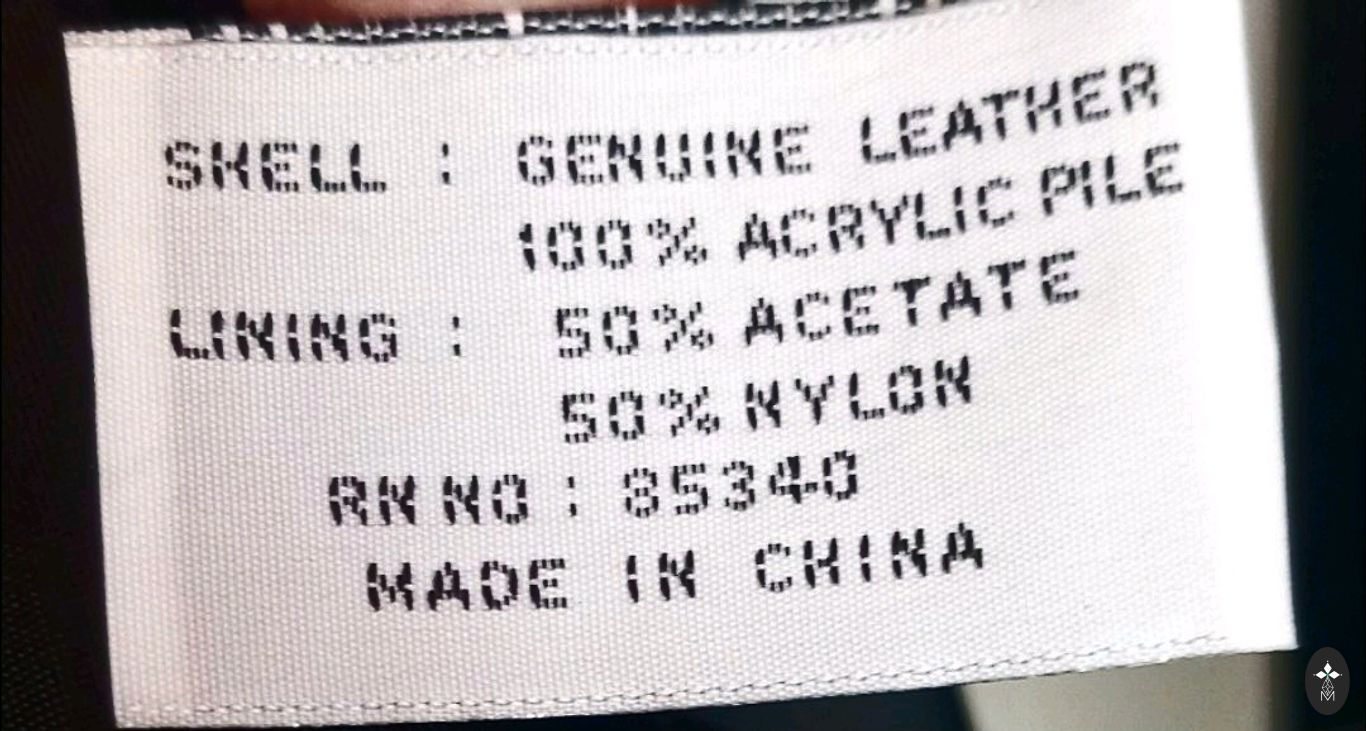 SHELL : GENUINE LEATHER
100% ACRYLIC PILE
LINING : 50% ACETATE
50% NYLON
RN NO : 85340
MADE IN CHINA
M